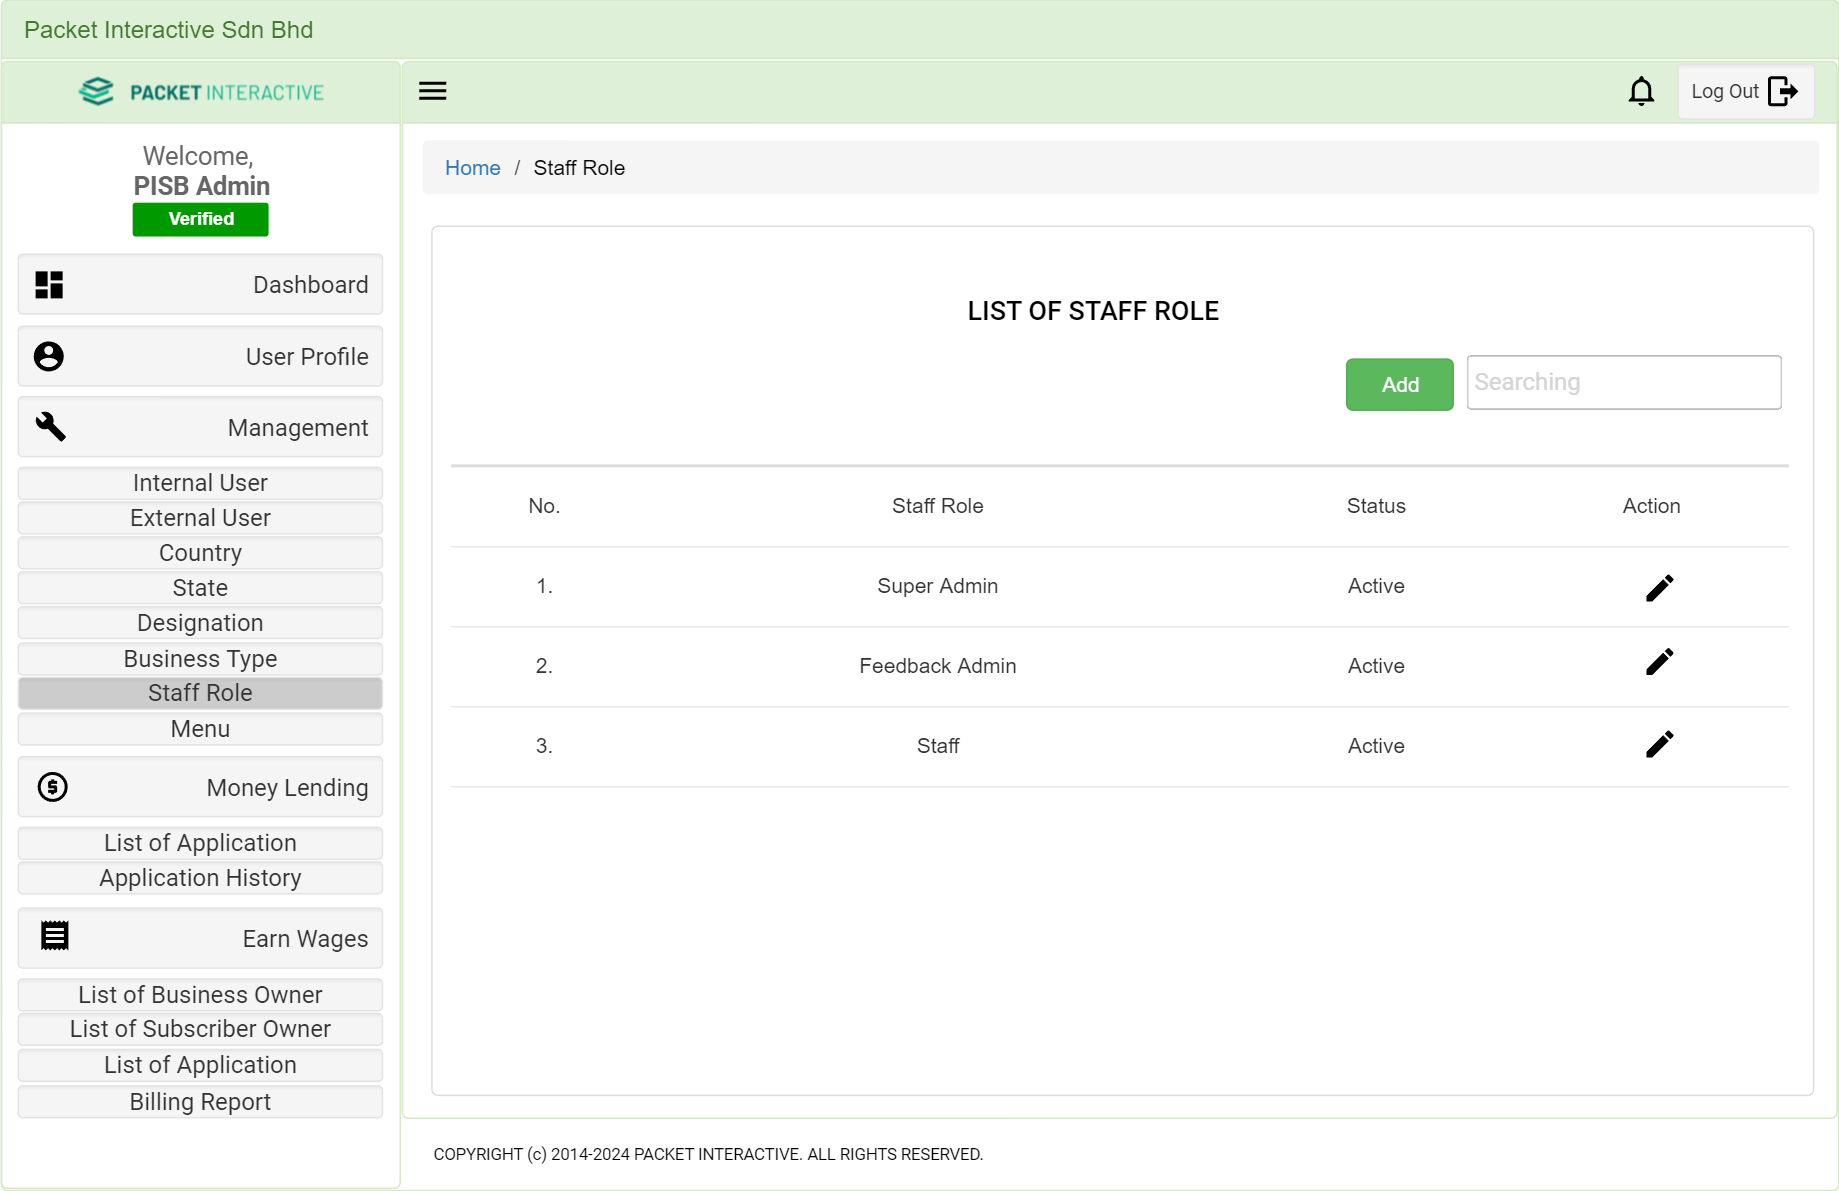 Packet Interactive Sdn Bhd
PACKET INTERACTIVE
Log Out
Welcome,
PISB Admin
Verified
Dashboard
User Profile
Management
Internal User
External User
Country
State
Designation
Business Type
Staff Role
Menu
Money Lending
List of Application
Application History
Earn Wages
List of Business Owner
List of Subscriber Owner
List of Application
Billing Report
Home / Staff Role
LIST OF STAFF ROLE
Add
Searching
No. Staff Role Status Action
1. Super Admin Active
2. Feedback Admin Active
3. Staff Active
COPYRIGHT (c) 2014-2024 PACKET INTERACTIVE. ALL RIGHTS RESERVED.